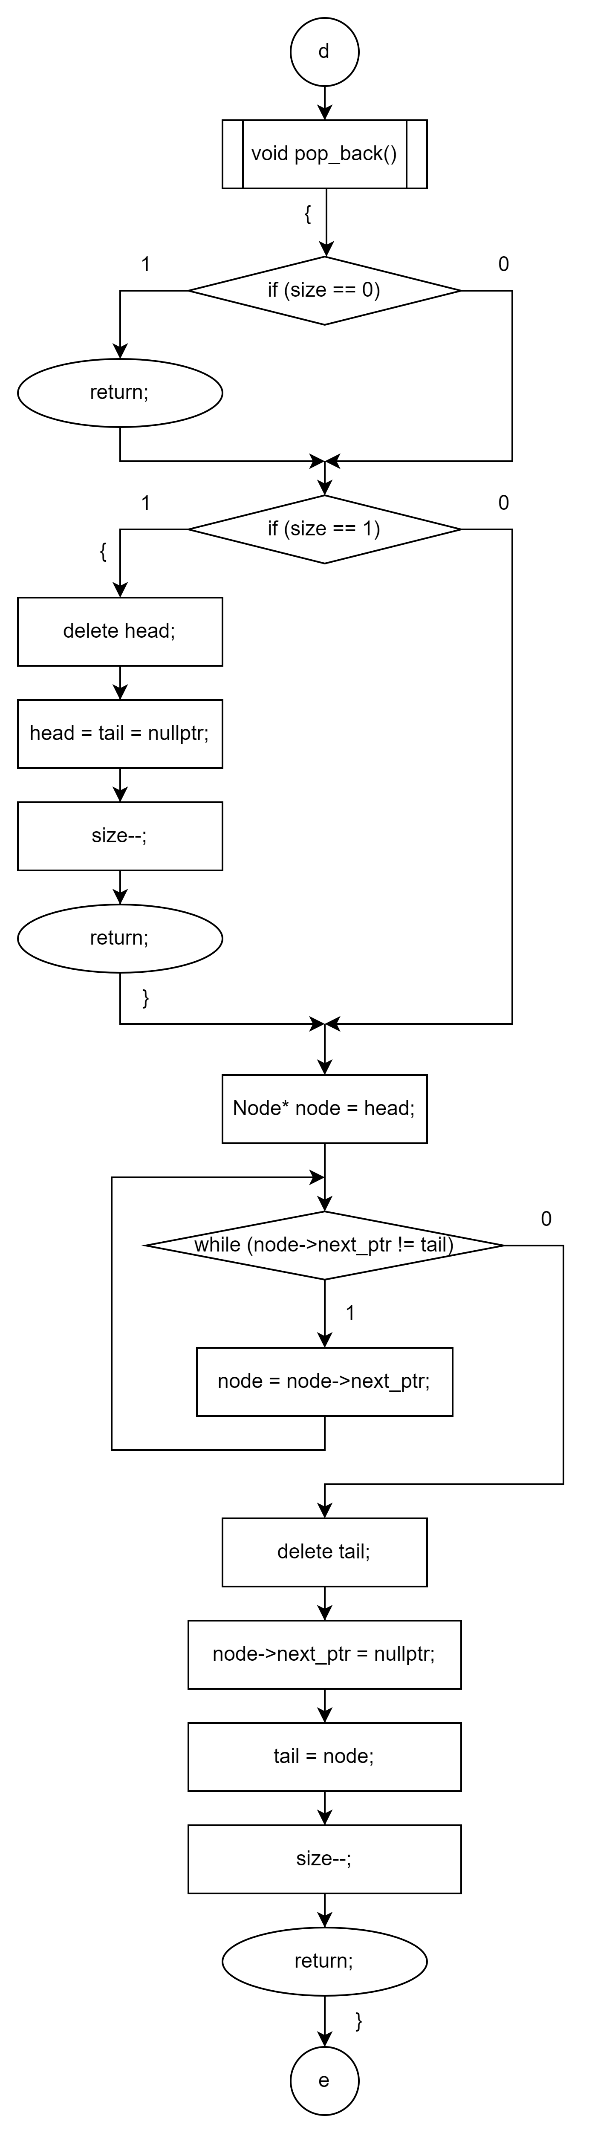 d
void pop_back()
{
1
0
if (size == 0)
return;
1
0
if (size == 1)
{
delete head;
head = tail = nullptr;
size--;
return;
}
Node* node = head;
0
while (node->next_ptr != tail)
1
node = node->next_ptr;
delete tail;
node->next_ptr = nullptr;
tail = node;
size--;
return;
}
e